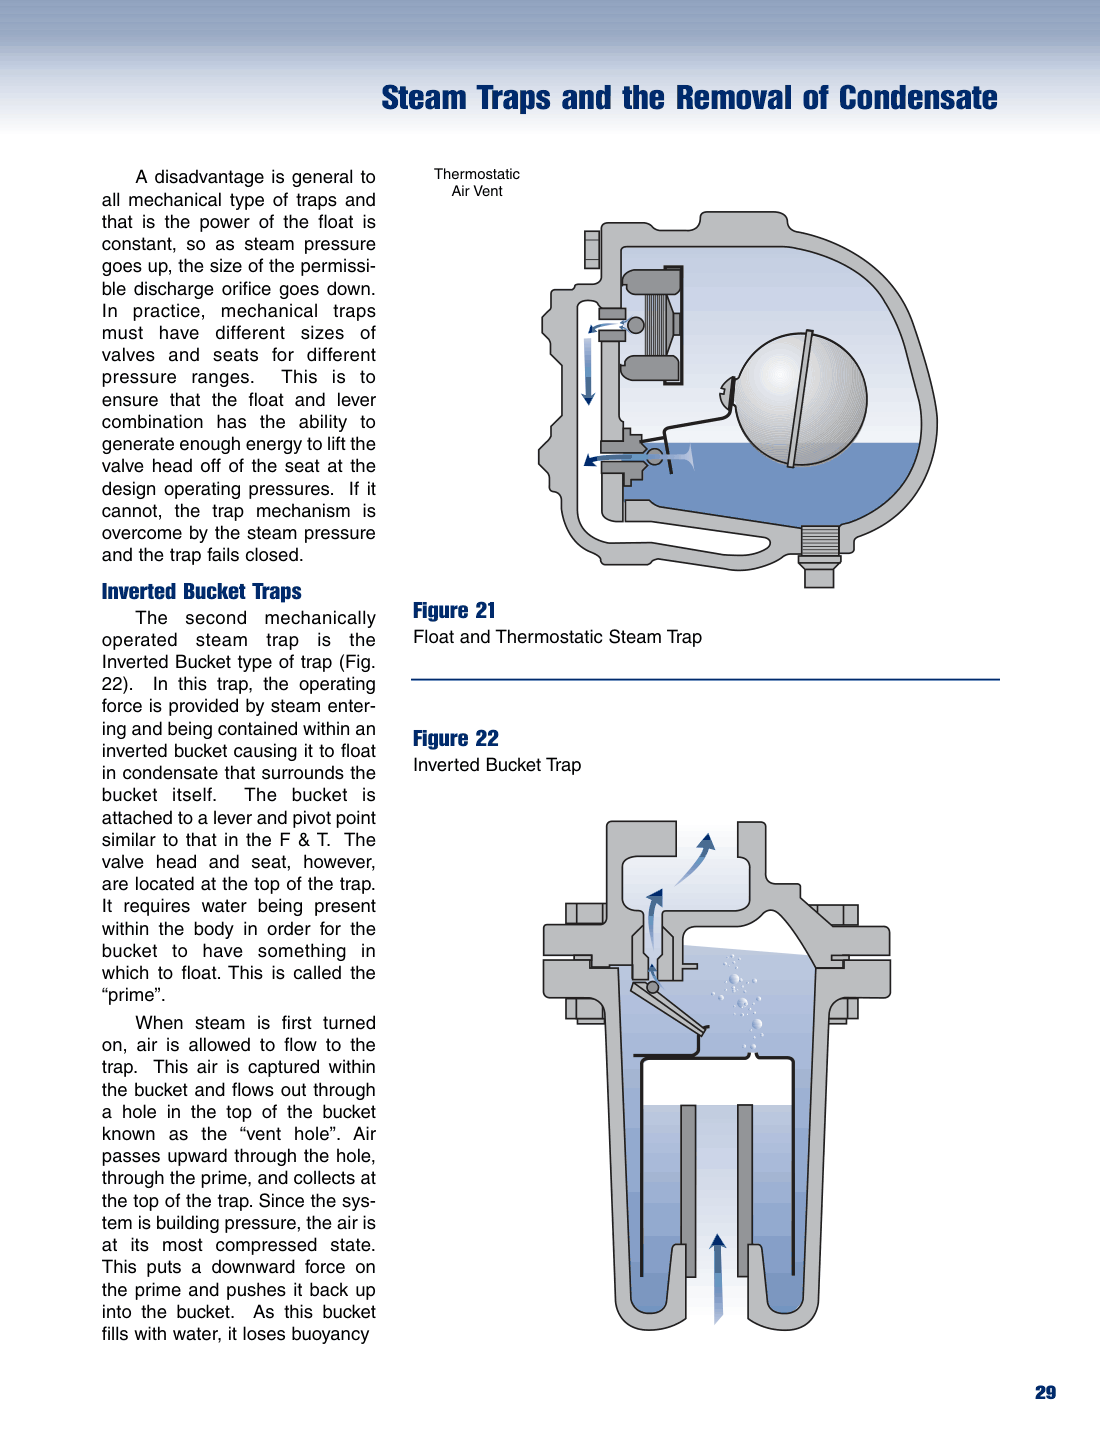 Steam Traps and the Removal of Condensate
A disadvantage is general to
all mechanical type of traps and
that is the power of the float is
constant, so as steam pressure
goes up, the size of the permissi-
ble discharge orifice goes down.
In practice, mechanical traps
must have different sizes of
valves and seats for different
pressure ranges. This is to
ensure that the float and lever
combination has the ability to
generate enough energy to lift the
valve head off of the seat at the
design operating pressures. If it
cannot, the trap mechanism is
overcome by the steam pressure
and the trap fails closed.
Inverted Bucket Traps
The second mechanically
operated steam trap is the
Inverted Bucket type of trap (Fig.
22). In this trap, the operating
force is provided by steam enter-
ing and being contained within an
inverted bucket causing it to float
in condensate that surrounds the
bucket itself. The bucket is
attached to a lever and pivot point
similar to that in the F & T. The
valve head and seat, however,
are located at the top of the trap.
It requires water being present
within the body in order for the
bucket to have something in
which to float. This is called the
“prime”.
When steam is first turned
on, air is allowed to flow to the
trap. This air is captured within
the bucket and flows out through
a hole in the top of the bucket
known as the “vent hole”. Air
passes upward through the hole,
through the prime, and collects at
the top of the trap. Since the sys-
tem is building pressure, the air is
at its most compressed state.
This puts a downward force on
the prime and pushes it back up
into the bucket. As this bucket
fills with water, it loses buoyancy
Thermostatic
Air Vent
Figure 21
Float and Thermostatic Steam Trap
Figure 22
Inverted Bucket Trap
29